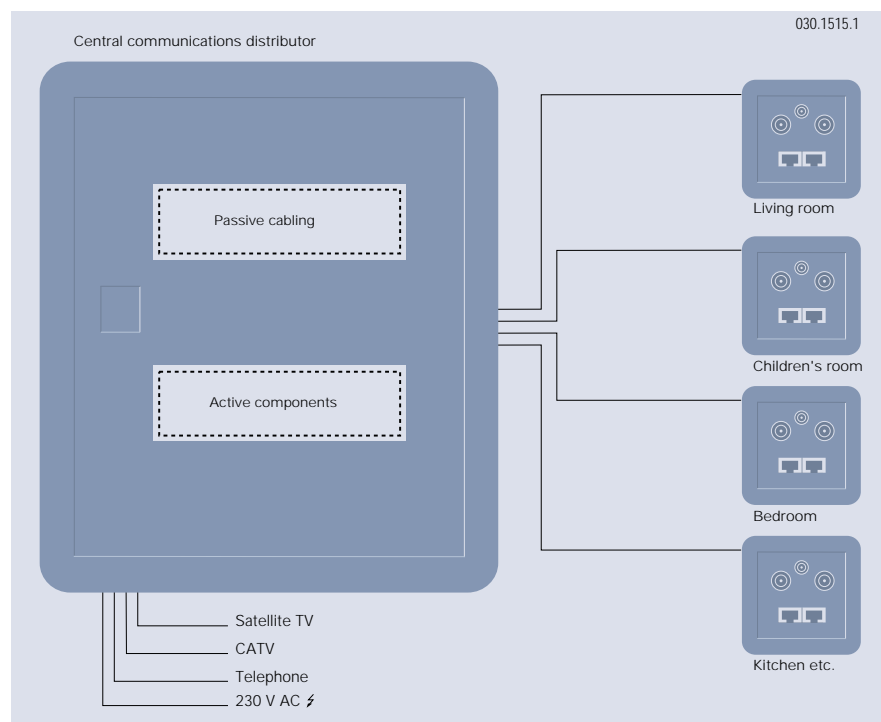 030.1515.1
Central communications distributor
Passive cabling
Active components
Living room
Children's room
Bedroom
Kitchen etc.
Satellite TV
CATV
Telephone
230 V AC